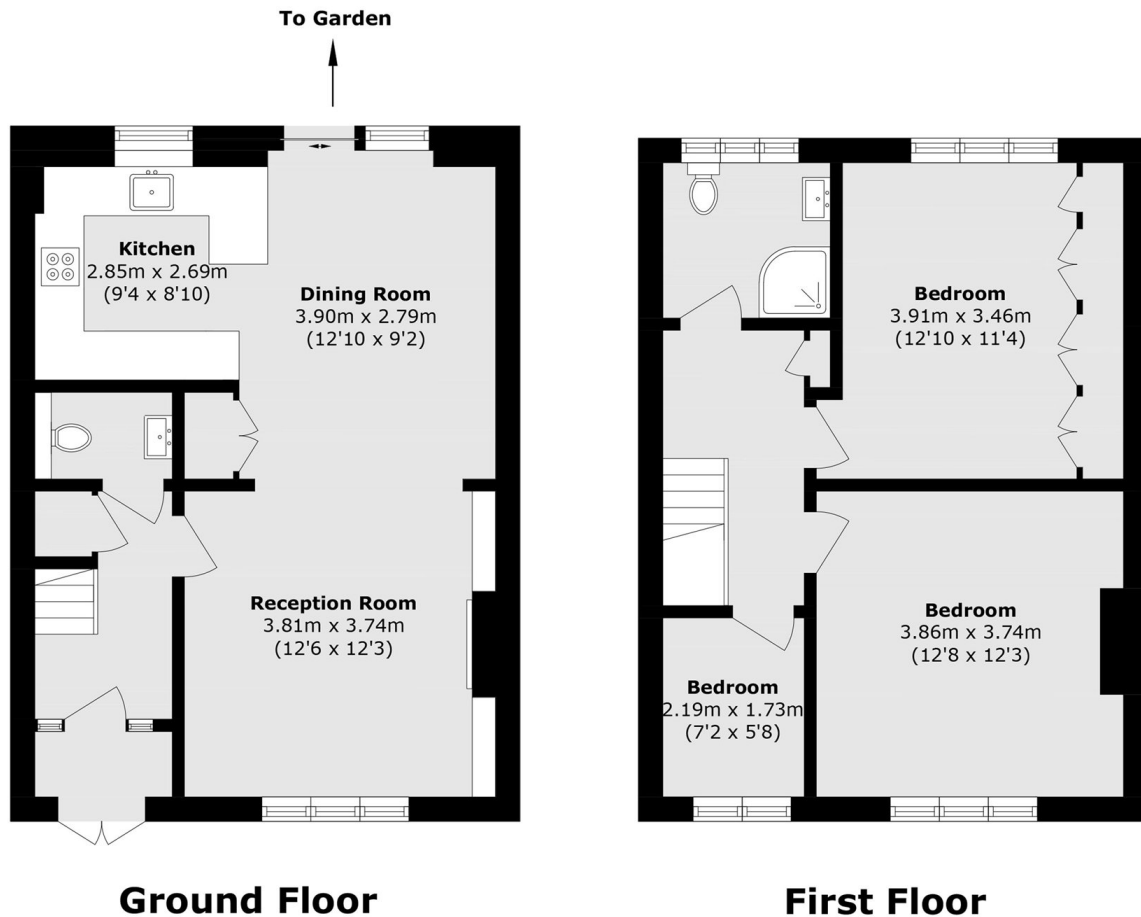 To Garden
Kitchen
2.85m x 2.69m
(9'4 x 8'10)
Dining Room
3.90m x 2.79m
(12'10 x 9'2)
Reception Room
3.81m x 3.74m
(12'6 x 12'3)
Ground Floor
Bedroom
3.91m x 3.46m
(12'10 x 11'4)
Bedroom
3.86m x 3.74m
(12'8 x 12'3)
Bedroom
2.19m x 1.73m
(7'2 x 5'8)
First Floor